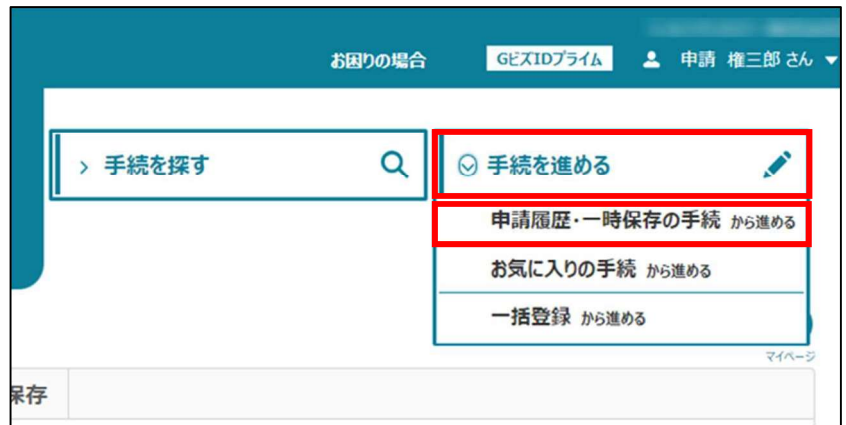 お困りの場合
GビズIDプライム
申請 権三郎 さん ▼
> 手続を探す
手続を進める
申請履歴・一時保存の手続 から進める
お気に入りの手続 から進める
一括登録 から進める
マイページ
保存